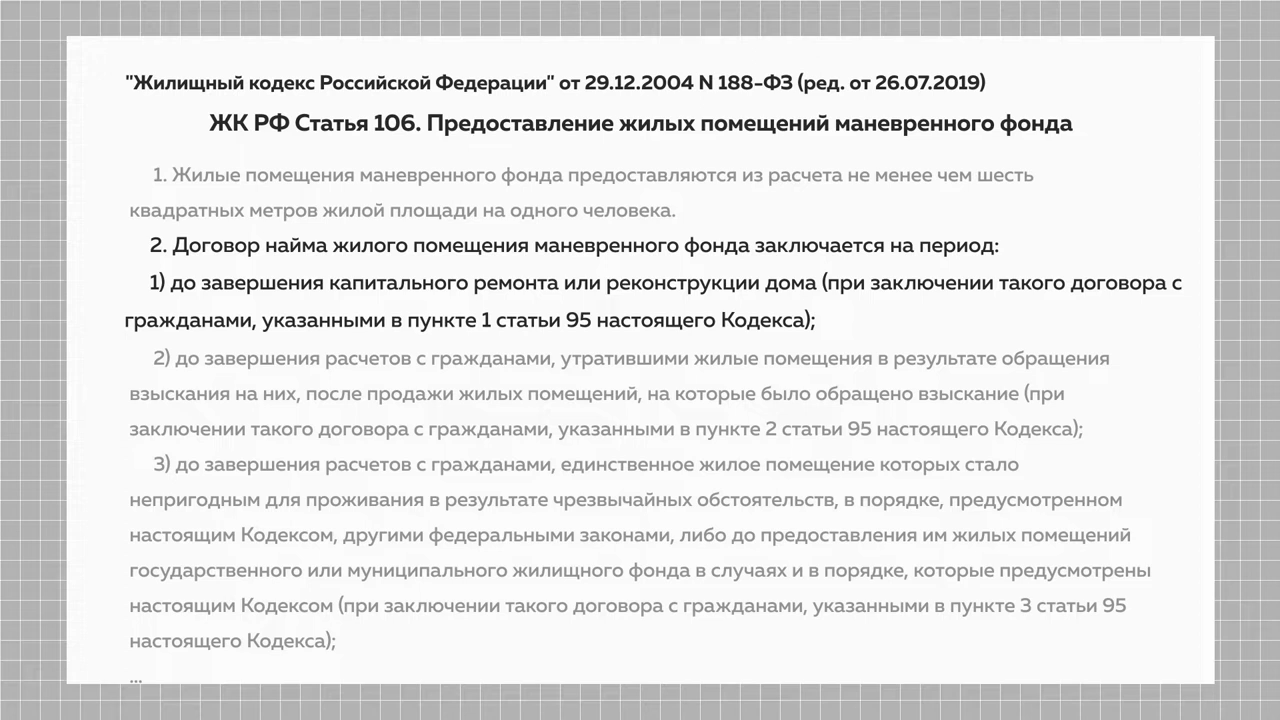 "Жилищный кодекс Российской Федерации" от 29.12.2004 N 188-ФЗ (ред. от 26.07.2019)
ЖК РФ Статья 106. Предоставление жилых помещений маневренного фонда
1. Жилые помещения маневренного фонда предоставляются из расчета не менее чем шесть
квадратных метров жилой площади на одного человека.
2. Договор найма жилого помещения маневренного фонда заключается на период:
1) до завершения капитального ремонта или реконструкции дома (при заключении такого договора с
гражданами, указанными в пункте 1 статьи 95 настоящего Кодекса);
2) до завершения расчетов с гражданами, утратившими жилые помещения в результате обращения
взыскания на них, после продажи жилых помещений, на которые было обращено взыскание (при
заключении такого договора с гражданами, указанными в пункте 2 статьи 95 настоящего Кодекса);
3) до завершения расчетов с гражданами, единственное жилое помещение которых стало
непригодным для проживания в результате чрезвычайных обстоятельств, в порядке, предусмотренном
настоящим Кодексом, другими федеральными законами, либо до предоставления им жилых помещений
государственного или муниципального жилищного фонда в случаях и в порядке, которые предусмотрены
настоящим Кодексом (при заключении такого договора с гражданами, указанными в пункте 3 статьи 95
настоящего Кодекса);
...